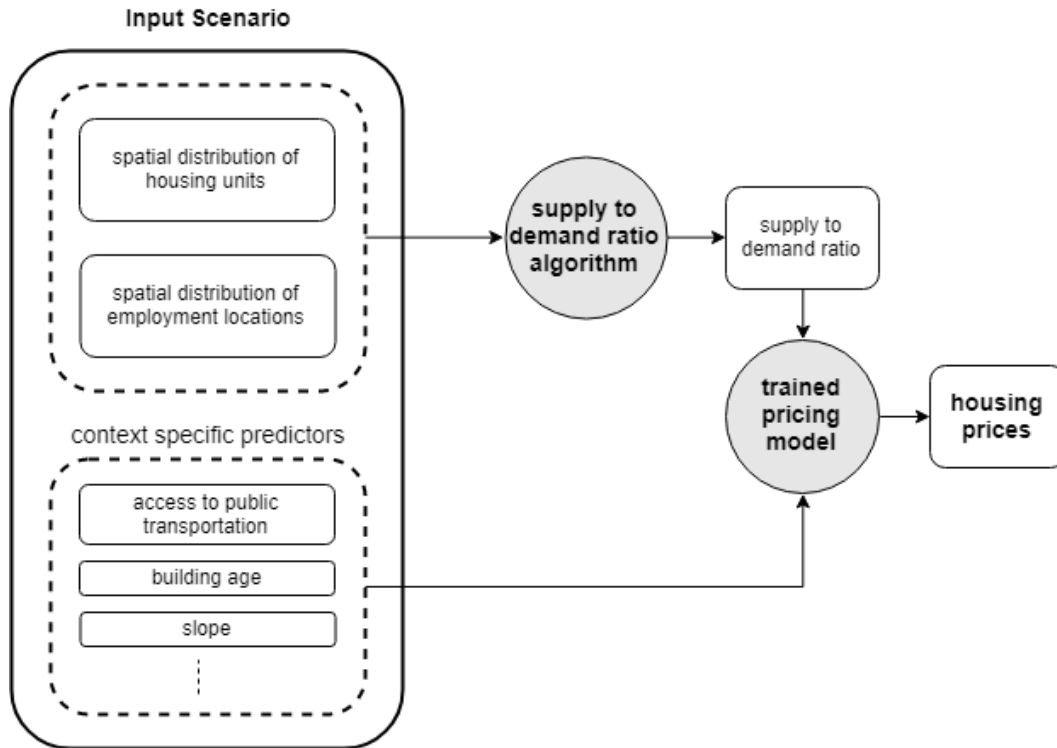 Input Scenario
spatial distribution of
housing units
spatial distribution of
employment locations
supply to
demand ratio
algorithm
supply to
demand ratio
context specific predictors
access to public
transportation
building age
slope
trained
pricing
model
housing
prices